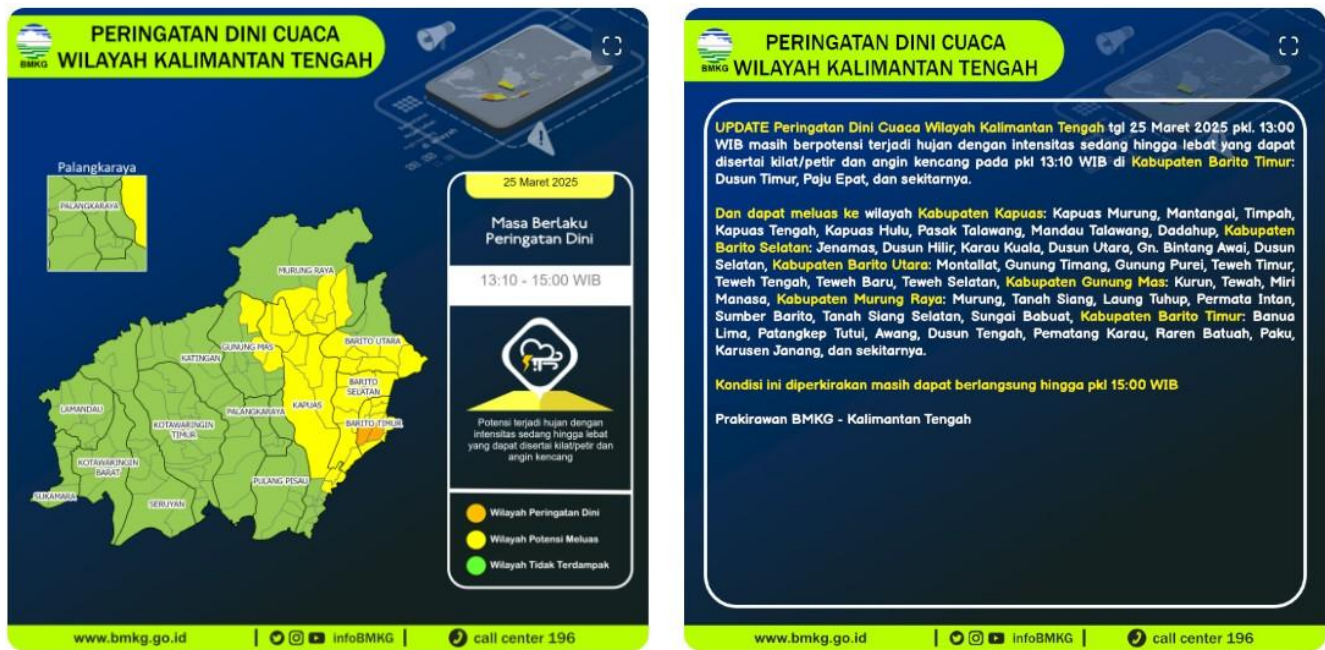 PERINGATAN DINI CUACA
WILAYAH KALIMANTAN TENGAH
BMKG
Palangkaraya
PALANGKARAYA
MURUNG RAYA
BARITO UTARA
GUNUNG MAS
KATINGAN
BARITO
SELATAN
LAMANDAU
KAPUAS
PALANGKARAYA
KOTAWARINGIN
TIMUR
BARITO TIMUR
KOTAWARINGIN
BARAT
PULANG PISAU
SUKAMARA
SERUYAN
25 Maret 2025
Masa Berlaku
Peringatan Dini
13:10 - 15:00 WIB
Potensi terjadi hujan dengan
intensitas sedang hingga lebat
yang dapat disertai kilat/petir dan
angin kencang
Wilayah Peringatan Dini
Wilayah Potensi Meluas
Wilayah Tidak Terdampak
www.bmkg.go.id | infoBMKG | call center 196
PERINGATAN DINI CUACA
WILAYAH KALIMANTAN TENGAH
BMKG
UPDATE Peringatan Dini Cuaca Wilayah Kalimantan Tengah tgl 25 Maret 2025 pkl. 13:00
WIB masih berpotensi terjadi hujan dengan intensitas sedang hingga lebat yang dapat
disertai kilat/petir dan angin kencang pada pkl 13:10 WIB di Kabupaten Barito Timur:
Dusun Timur, Paju Epat, dan sekitarnya.
Dan dapat meluas ke wilayah Kabupaten Kapuas: Kapuas Murung, Mantangai, Timpah,
Kapuas Tengah, Kapuas Hulu, Pasak Talawang, Mandau Talawang, Dadahup, Kabupaten
Barito Selatan: Jenamas, Dusun Hilir, Karau Kuala, Dusun Utara, Gn. Bintang Awai, Dusun
Selatan, Kabupaten Barito Utara: Montallat, Gunung Timang, Gunung Purei, Teweh Timur,
Teweh Tengah, Teweh Baru, Teweh Selatan, Kabupaten Gunung Mas: Kurun, Tewah, Miri
Manasa, Kabupaten Murung Raya: Murung, Tanah Siang, Laung Tuhup, Permata Intan,
Sumber Barito, Tanah Siang Selatan, Sungai Babuat, Kabupaten Barito Timur: Banua
Lima, Patangkep Tutui, Awang, Dusun Tengah, Pematang Karau, Raren Batuah, Paku,
Karusen Janang, dan sekitarnya.
Kondisi ini diperkirakan masih dapat berlangsung hingga pkl 15:00 WIB
Prakirawan BMKG - Kalimantan Tengah
www.bmkg.go.id | infoBMKG | call center 196